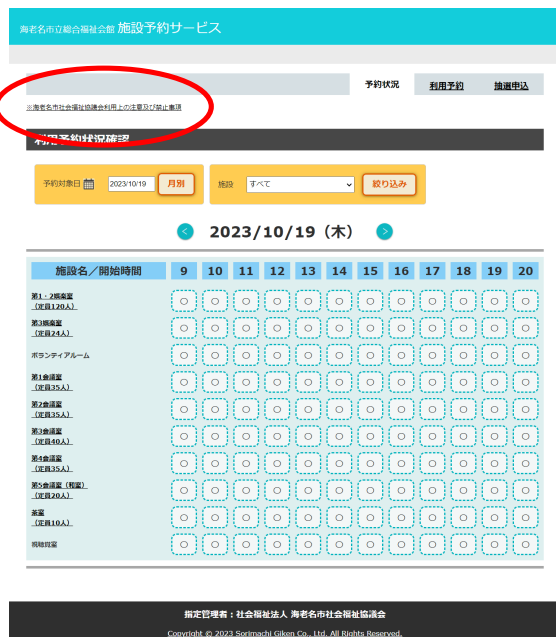 海老名市立総合福祉会館 施設予約サービス
予約状況 利用予約 抽選申込
※海老名市社会福祉協議会利用上の注意及び禁止事項
利用予約状況確認
予約対象日 2023/10/19 月別 施設 すべて 絞り込み
< 2023/10/19（木） >
施設名／開始時間 9 10 11 12 13 14 15 16 17 18 19 20
第1・2娯楽室
（定員120人） ○ ○ ○ ○ ○ ○ ○ ○ ○ ○ ○ ○
第3娯楽室
（定員24人） ○ ○ ○ ○ ○ ○ ○ ○ ○ ○ ○ ○
ボランティアルーム ○ ○ ○ ○ ○ ○ ○ ○ ○ ○ ○ ○
第1会議室
（定員35人） ○ ○ ○ ○ ○ ○ ○ ○ ○ ○ ○ ○
第2会議室
（定員35人） ○ ○ ○ ○ ○ ○ ○ ○ ○ ○ ○ ○
第3会議室
（定員40人） ○ ○ ○ ○ ○ ○ ○ ○ ○ ○ ○ ○
第4会議室
（定員35人） ○ ○ ○ ○ ○ ○ ○ ○ ○ ○ ○ ○
第5会議室（和室）
（定員20人） ○ ○ ○ ○ ○ ○ ○ ○ ○ ○ ○ ○
茶室
（定員10人） ○ ○ ○ ○ ○ ○ ○ ○ ○ ○ ○ ○
視聴覚室 ○ ○ ○ ○ ○ ○ ○ ○ ○ ○ ○ ○
指定管理者：社会福祉法人 海老名市社会福祉協議会
Copyright © 2023 Sorimachi Giken Co., Ltd. All Rights Reserved.